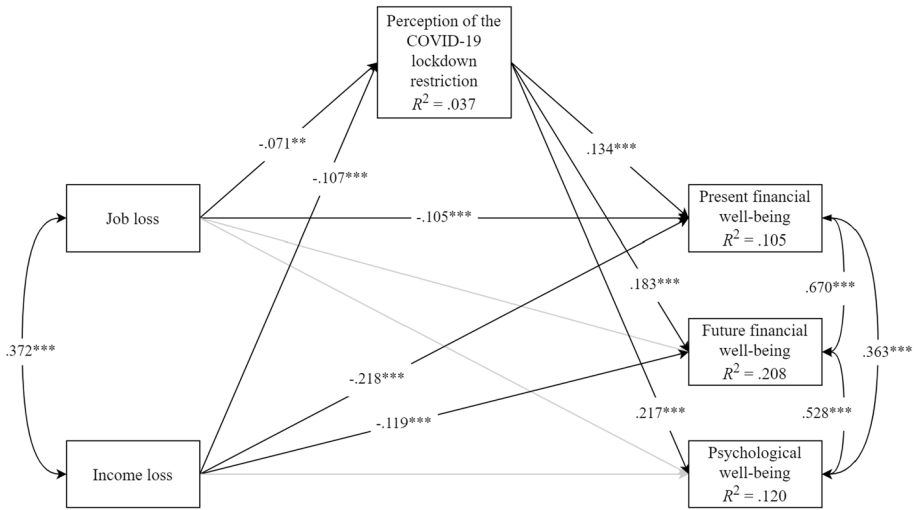 Perception of the
COVID-19
lockdown
restriction
R² = .037
-.071**
.134***
-.107***
Job loss
-.105***
Present financial
well-being
R² = .105
.183***
.670***
.372***
Future financial
well-being
R² = .208
.363***
-.218***
-.119***
.217***
.528***
Income loss
Psychological
well-being
R² = .120